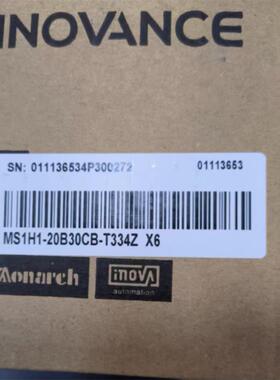 INOVANCE
SN: 011136534P300272 01113653
MS1H1-20B30CB-T334Z X6
Monarch inova
automation